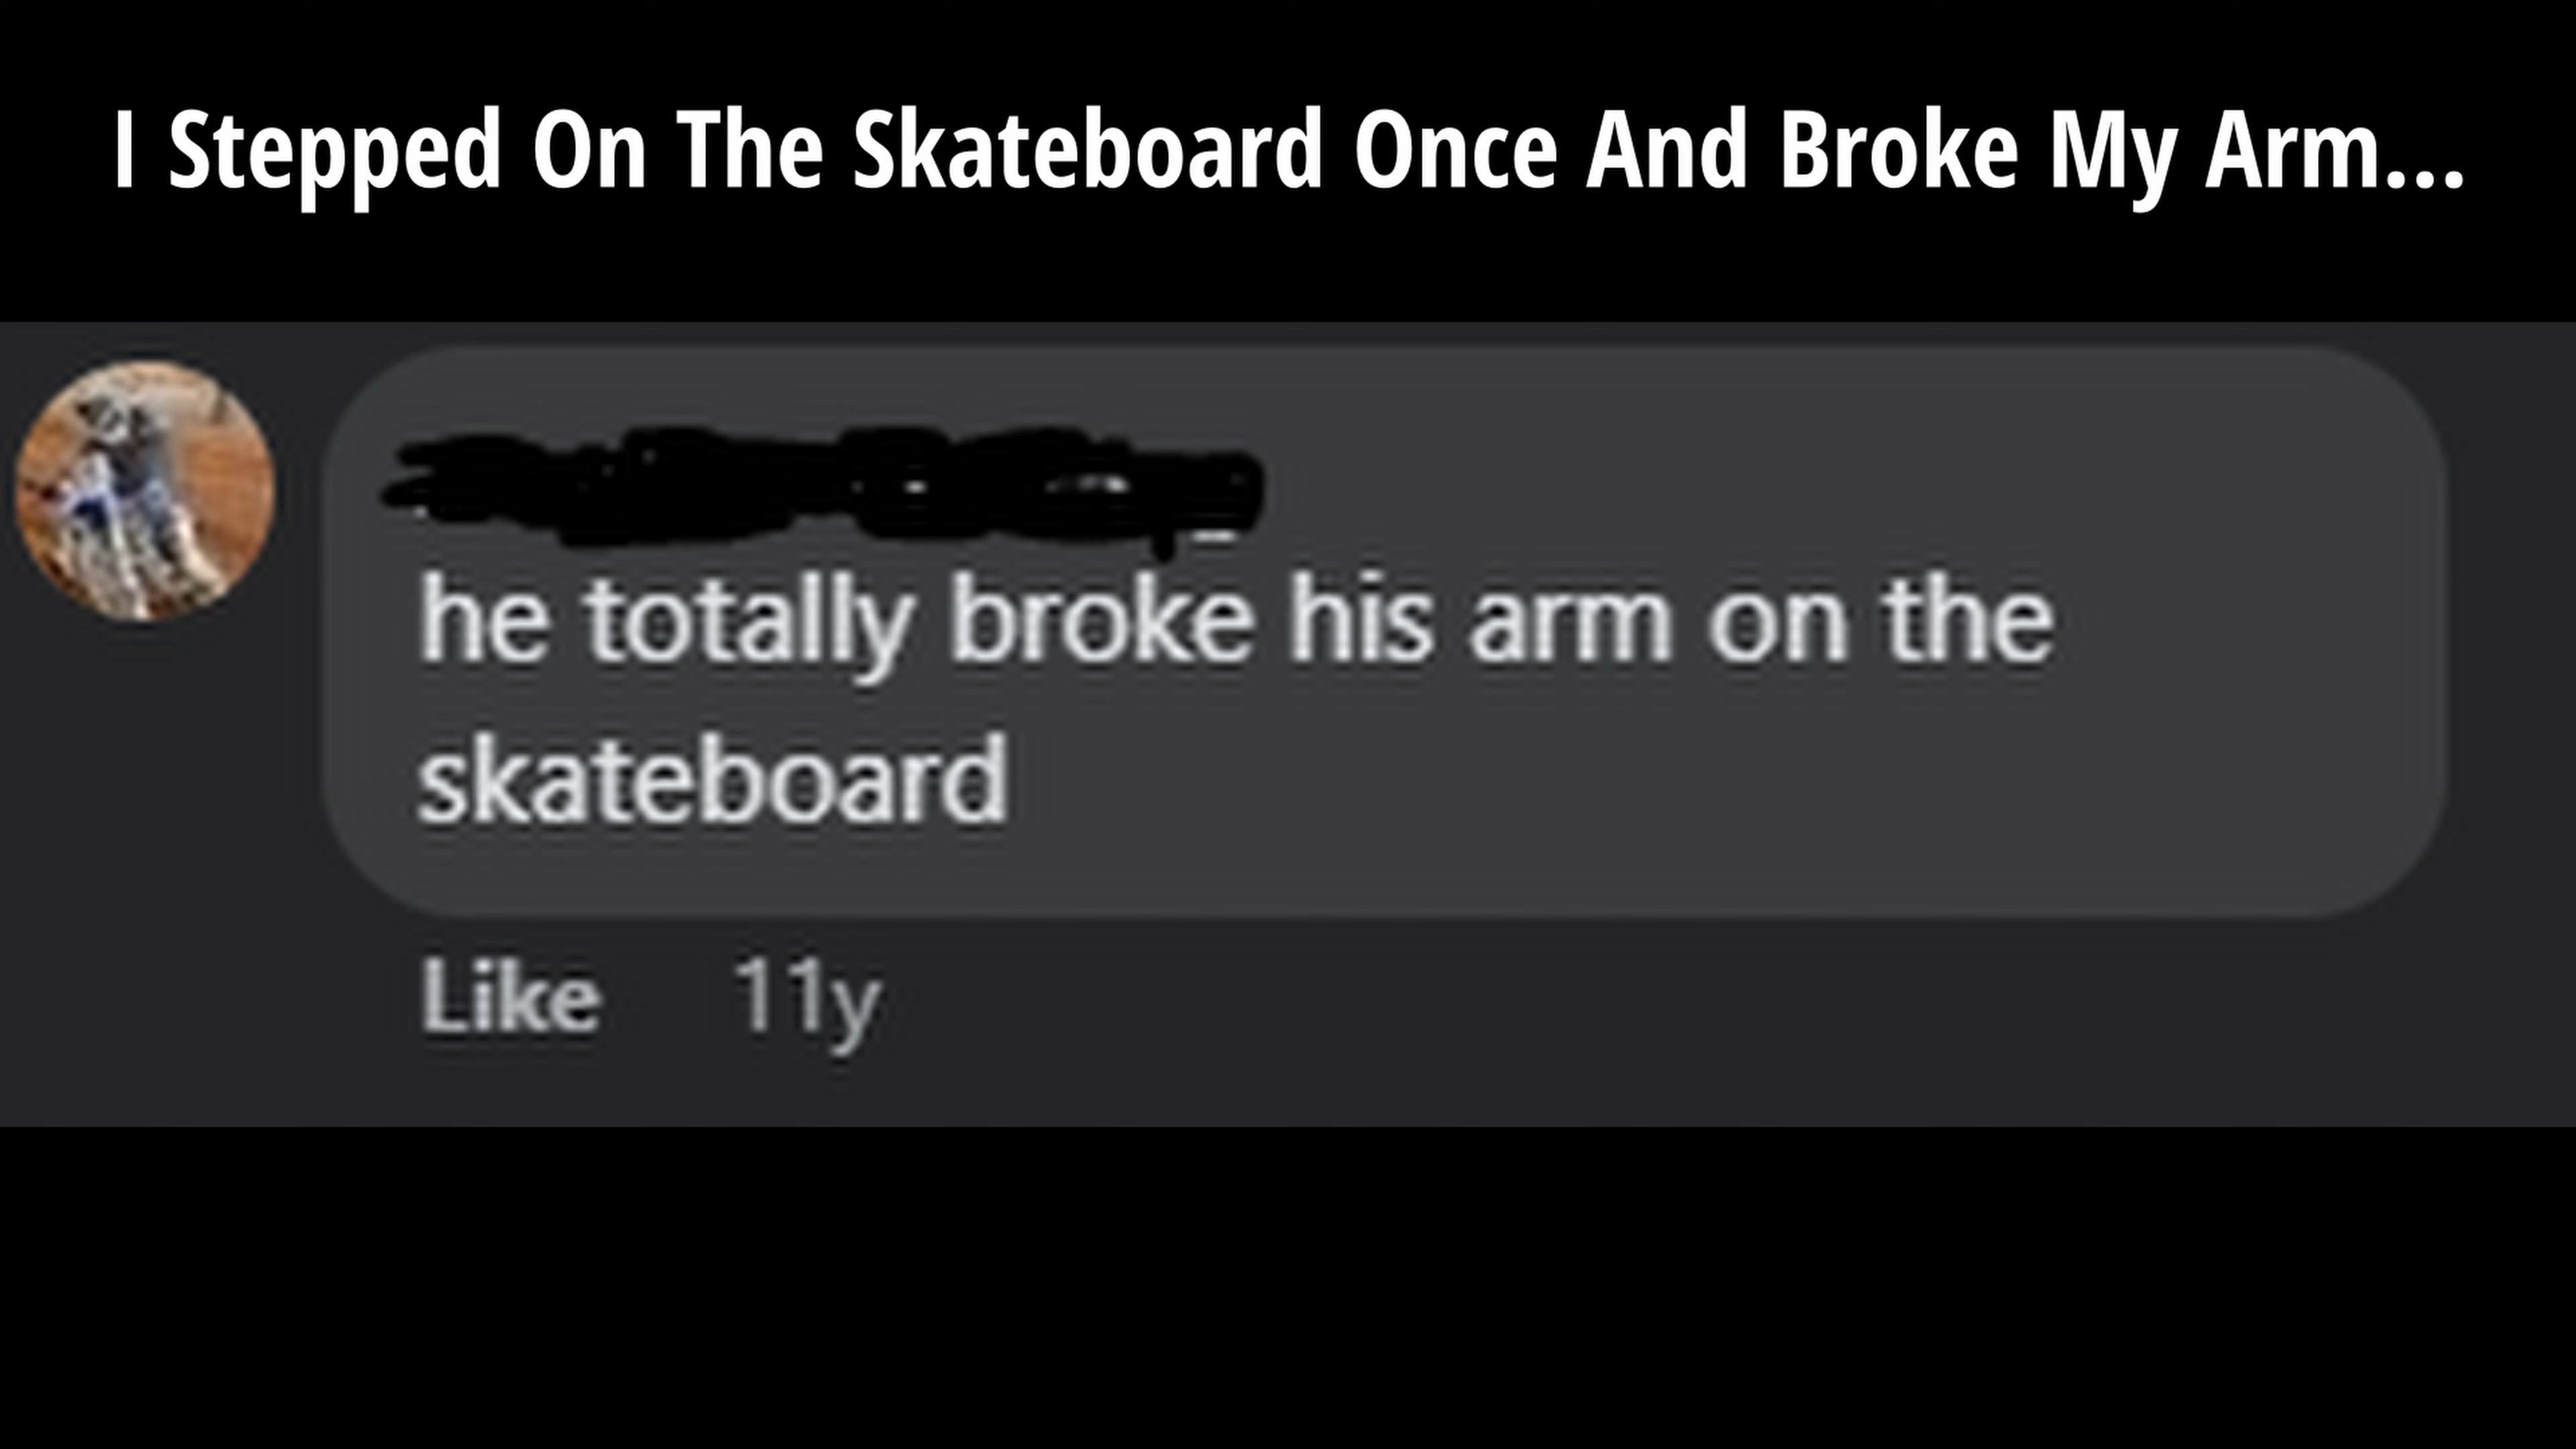 I Stepped On The Skateboard Once And Broke My Arm...
he totally broke his arm on the
skateboard
Like 11y